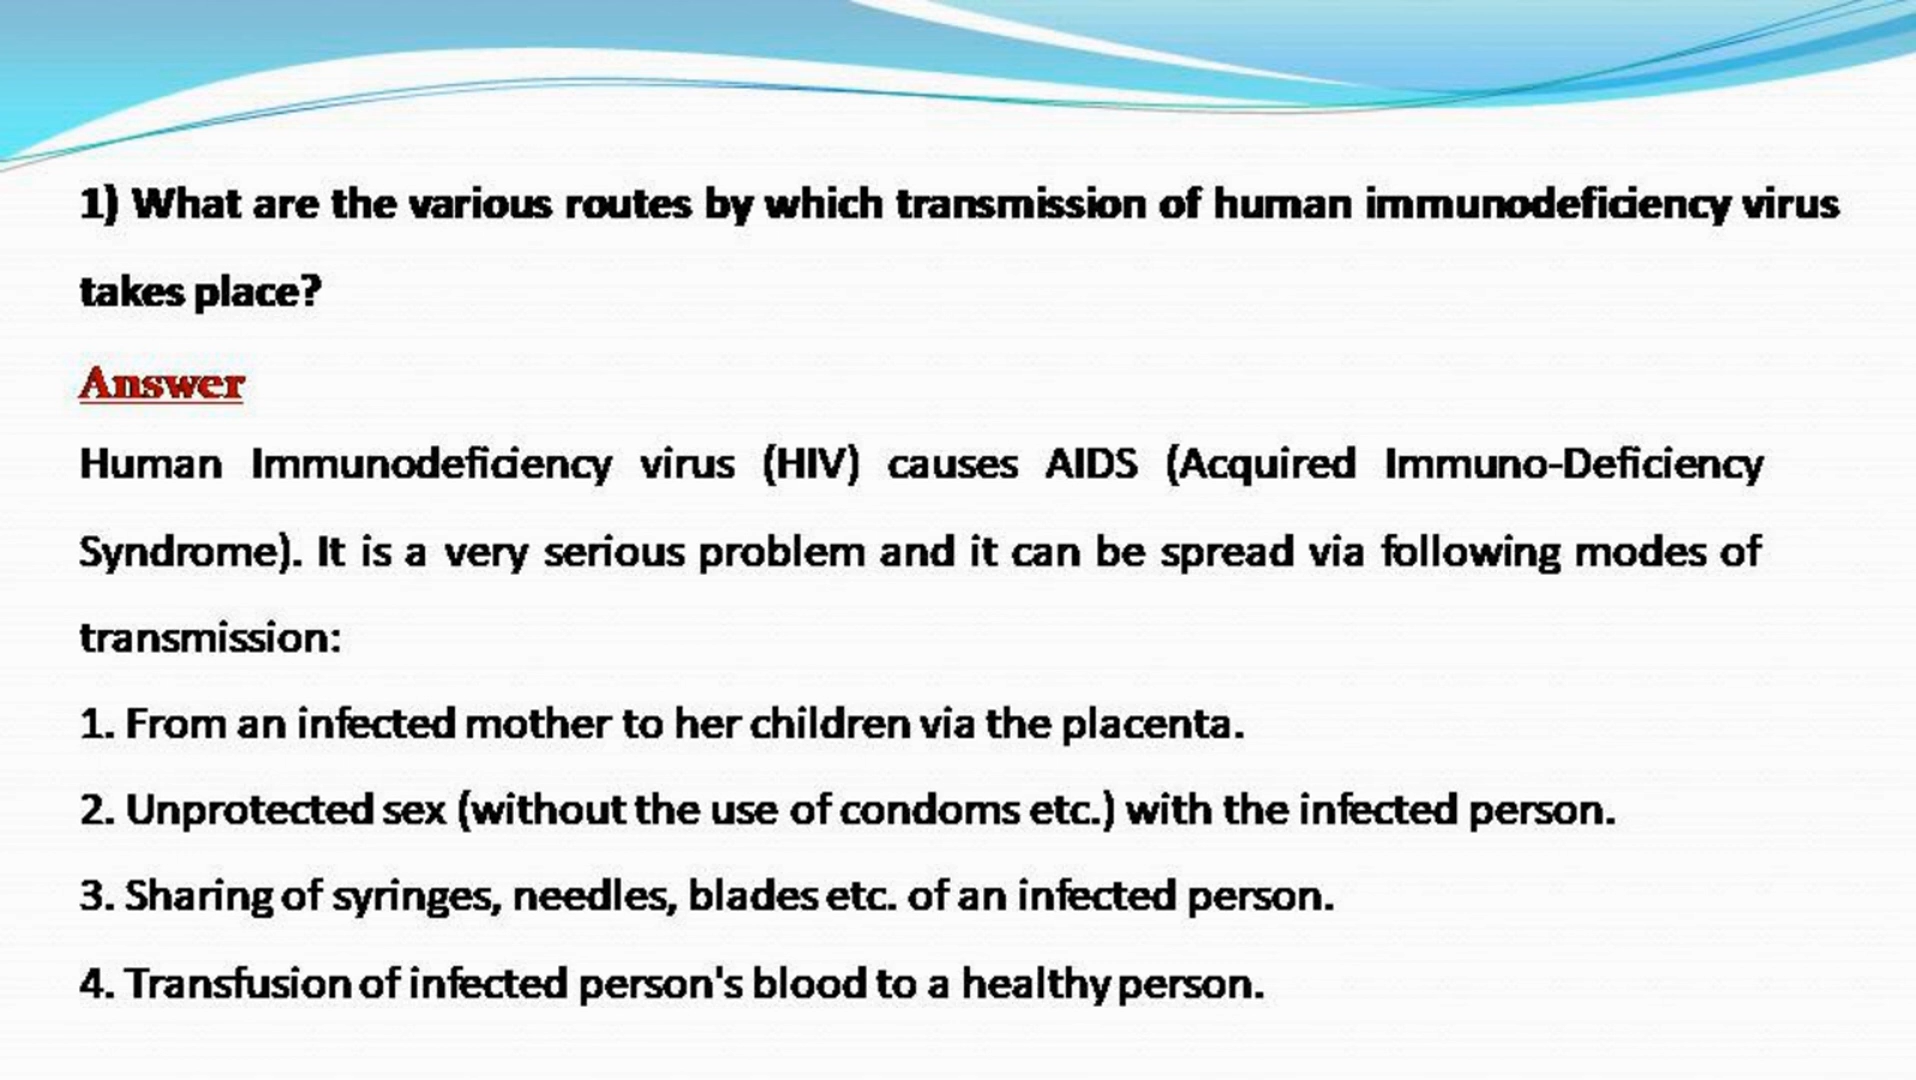 1) What are the various routes by which transmission of human immunodeficiency virus
takes place?
Answer
Human Immunodeficiency virus (HIV) causes AIDS (Acquired Immuno-Deficiency
Syndrome). It is a very serious problem and it can be spread via following modes of
transmission:
1. From an infected mother to her children via the placenta.
2. Unprotected sex (without the use of condoms etc.) with the infected person.
3. Sharing of syringes, needles, blades etc. of an infected person.
4. Transfusion of infected person's blood to a healthy person.